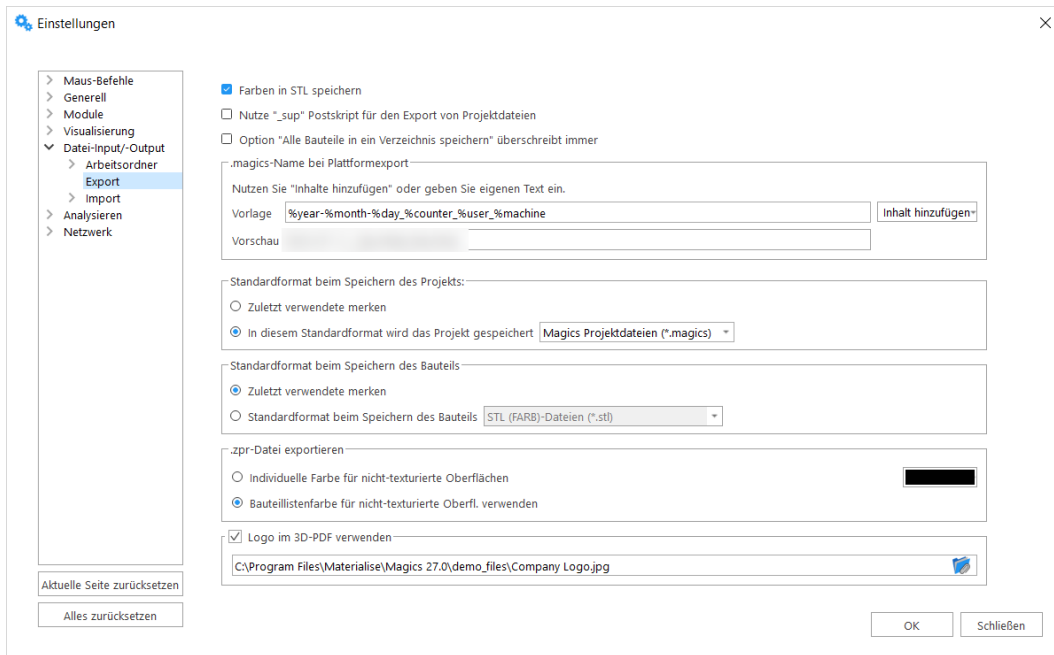 Einstellungen
Maus-Befehle
Generell
Module
Visualisierung
Datei-Input/-Output
Arbeitsordner
Export
Import
Analysieren
Netzwerk
Aktuelle Seite zurücksetzen
Alles zurücksetzen
Farben in STL speichern
Nutze "_sup" Postskript für den Export von Projektdateien
Option "Alle Bauteile in ein Verzeichnis speichern" überschreibt immer
.magics-Name bei Plattformexport
Nutzen Sie "Inhalte hinzufügen" oder geben Sie eigenen Text ein.
Vorlage %year-%month-%day_%counter_%user_%machine Inhalt hinzufügen
Vorschau
Standardformat beim Speichern des Projekts:
Zuletzt verwendete merken
In diesem Standardformat wird das Projekt gespeichert Magics Projektdateien (*.magics)
Standardformat beim Speichern des Bauteils
Zuletzt verwendete merken
Standardformat beim Speichern des Bauteils STL (FARB)-Dateien (*.stl)
.zpr-Datei exportieren
Individuelle Farbe für nicht-texturierte Oberflächen
Bauteillistenfarbe für nicht-texturierte Oberfl. verwenden
Logo im 3D-PDF verwenden
C:\Program Files\Materialise\Magics 27.0\demo_files\Company Logo.jpg
OK Schließen